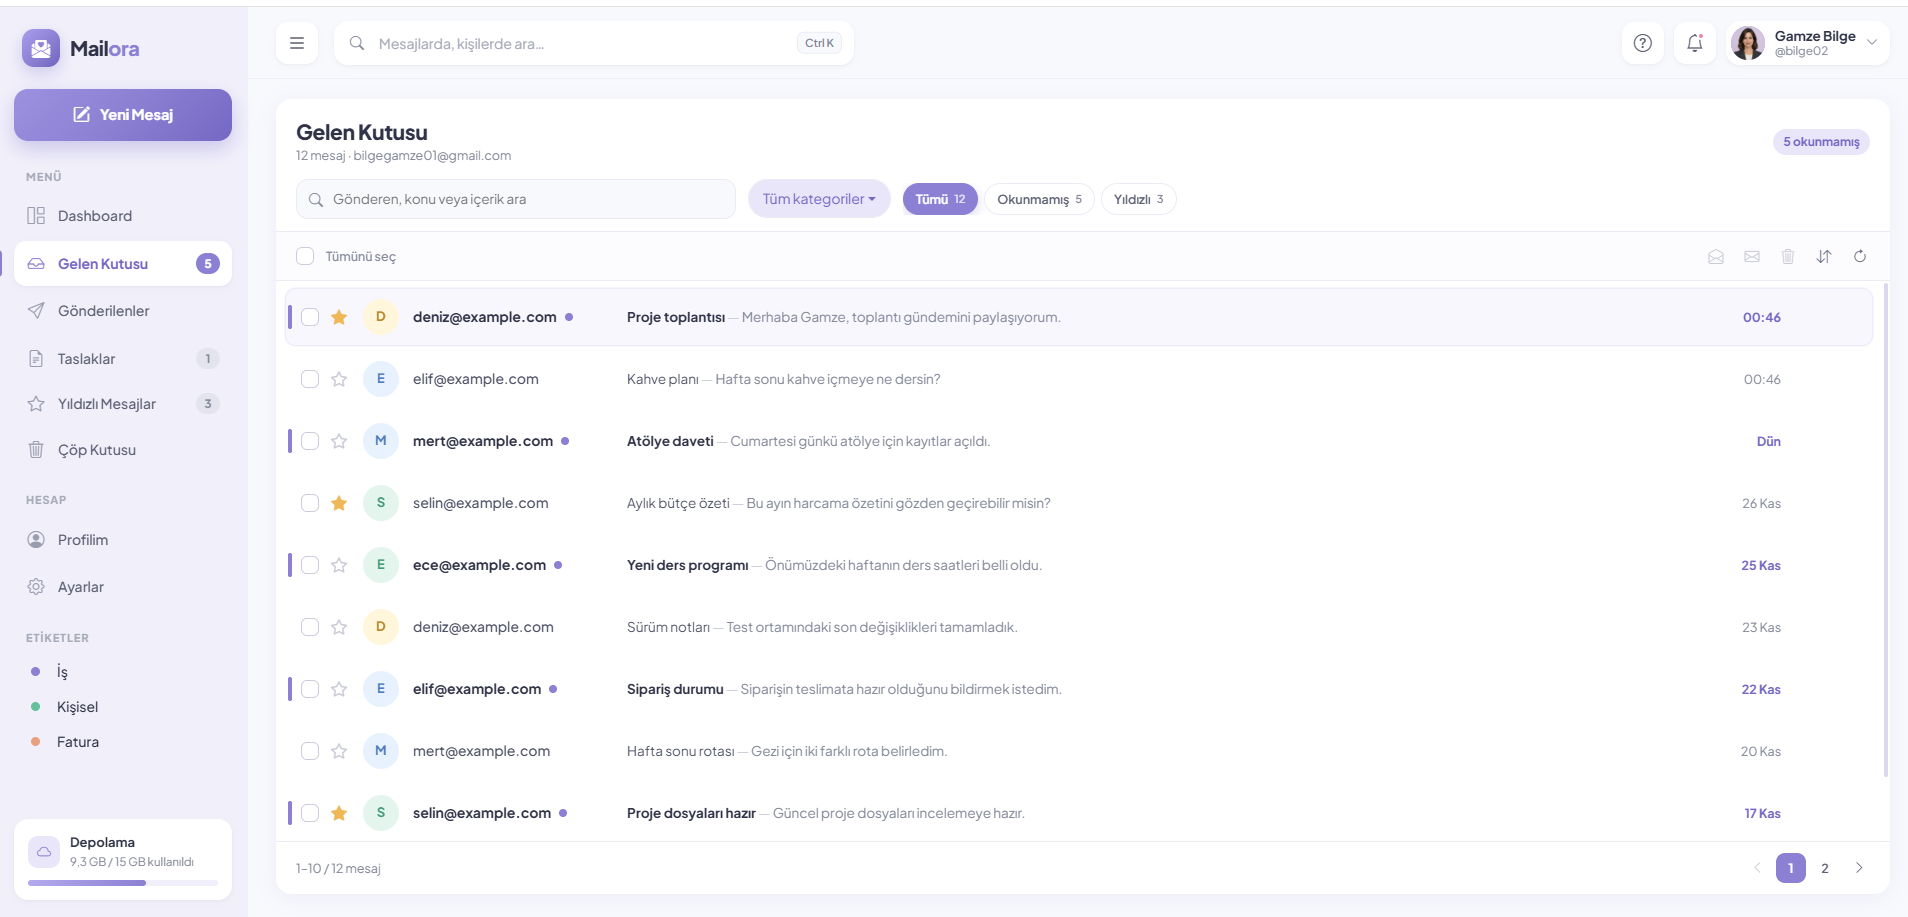 Mailora
Mesajlarda, kişilerde ara...
Ctrl K
Gamze Bilge
@bilge02
Yeni Mesaj
MENÜ
Dashboard
Gelen Kutusu 5
Gönderilenler
Taslaklar 1
Yıldızlı Mesajlar 3
Çöp Kutusu
HESAP
Profilim
Ayarlar
ETİKETLER
İş
Kişisel
Fatura
Depolama
9,3 GB / 15 GB kullanıldı
Gelen Kutusu
12 mesaj · bilgegamze01@gmail.com
5 okunmamış
Gönderen, konu veya içerik ara
Tüm kategoriler
Tümü 12
Okunmamış 5
Yıldızlı 3
Tümünü seç
D deniz@example.com Proje toplantısı — Merhaba Gamze, toplantı gündemini paylaşıyorum. 00:46
E elif@example.com Kahve planı — Hafta sonu kahve içmeye ne dersin? 00:46
M mert@example.com Atölye daveti — Cumartesi günkü atölye için kayıtlar açıldı. Dün
S selin@example.com Aylık bütçe özeti — Bu ayın harcama özetini gözden geçirebilir misin? 26 Kas
E ece@example.com Yeni ders programı — Önümüzdeki haftanın ders saatleri belli oldu. 25 Kas
D deniz@example.com Sürüm notları — Test ortamındaki son değişiklikleri tamamladık. 23 Kas
E elif@example.com Sipariş durumu — Siparişin teslimata hazır olduğunu bildirmek istedim. 22 Kas
M mert@example.com Hafta sonu rotası — Gezi için iki farklı rota belirledim. 20 Kas
S selin@example.com Proje dosyaları hazır — Güncel proje dosyaları incelemeye hazır. 17 Kas
1–10 / 12 mesaj
1 2